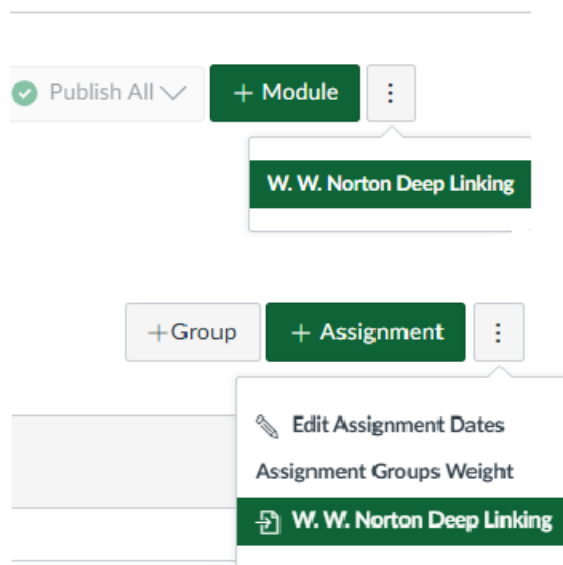 Publish All + Module
W. W. Norton Deep Linking
+Group + Assignment
Edit Assignment Dates
Assignment Groups Weight
W. W. Norton Deep Linking